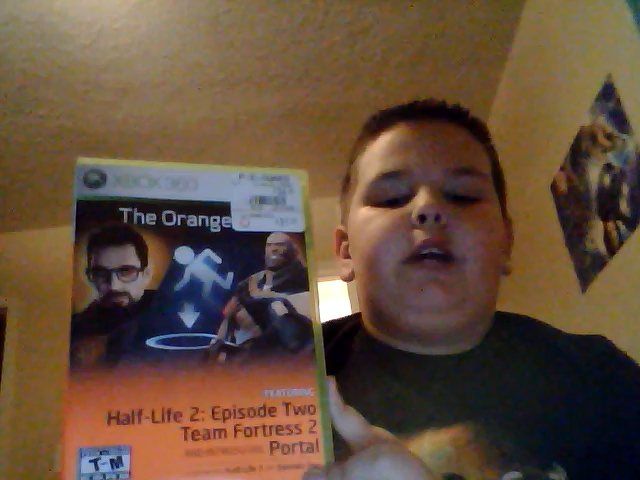 XBOX 360
The Orange
FEATURING
Half-Life 2: Episode Two
Team Fortress 2
Portal
T-M